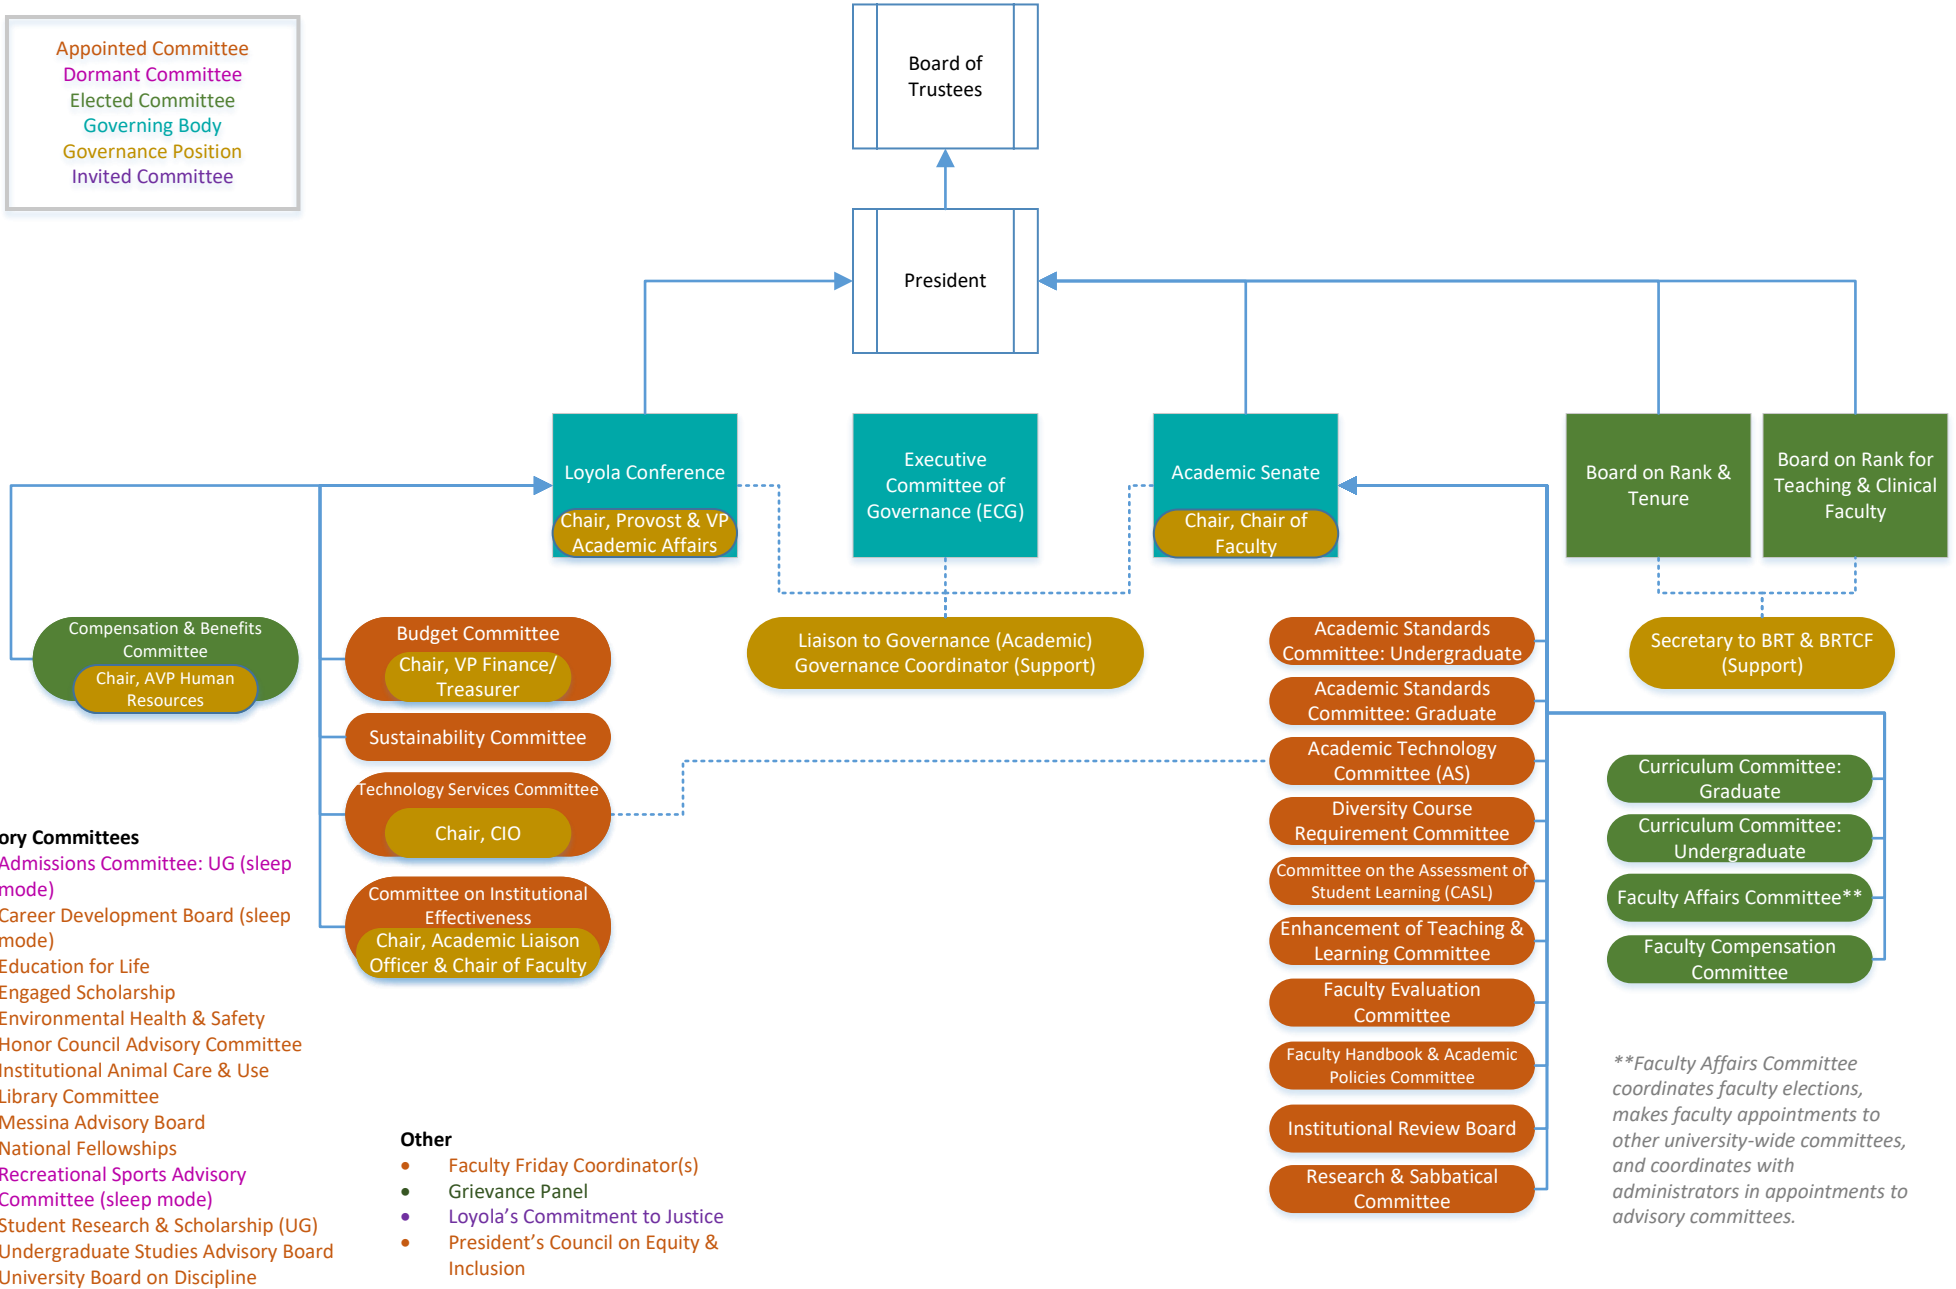 Appointed Committee
Dormant Committee
Elected Committee
Governing Body
Governance Position
Invited Committee
Board of
Trustees
President
Loyola Conference
Chair, Provost & VP
Academic Affairs
Executive
Committee of
Governance (ECG)
Academic Senate
Chair, Chair of
Faculty
Board on Rank &
Tenure
Board on Rank for
Teaching & Clinical
Faculty
Compensation & Benefits
Committee
Chair, AVP Human
Resources
Budget Committee
Chair, VP Finance/
Treasurer
Sustainability Committee
Technology Services Committee
Chair, CIO
Committee on Institutional
Effectiveness
Chair, Academic Liaison
Officer & Chair of Faculty
Liaison to Governance (Academic)
Governance Coordinator (Support)
Academic Standards
Committee: Undergraduate
Academic Standards
Committee: Graduate
Academic Technology
Committee (AS)
Diversity Course
Requirement Committee
Committee on the Assessment of
Student Learning (CASL)
Enhancement of Teaching &
Learning Committee
Faculty Evaluation
Committee
Faculty Handbook & Academic
Policies Committee
Institutional Review Board
Research & Sabbatical
Committee
Secretary to BRT & BRTCF
(Support)
Curriculum Committee:
Graduate
Curriculum Committee:
Undergraduate
Faculty Affairs Committee**
Faculty Compensation
Committee
**Faculty Affairs Committee
coordinates faculty elections,
makes faculty appointments to
other university-wide committees,
and coordinates with
administrators in appointments to
advisory committees.
ory Committees
Admissions Committee: UG (sleep
mode)
Career Development Board (sleep
mode)
Education for Life
Engaged Scholarship
Environmental Health & Safety
Honor Council Advisory Committee
Institutional Animal Care & Use
Library Committee
Messina Advisory Board
National Fellowships
Recreational Sports Advisory
Committee (sleep mode)
Student Research & Scholarship (UG)
Undergraduate Studies Advisory Board
University Board on Discipline
Other
• Faculty Friday Coordinator(s)
• Grievance Panel
• Loyola’s Commitment to Justice
• President’s Council on Equity &
Inclusion